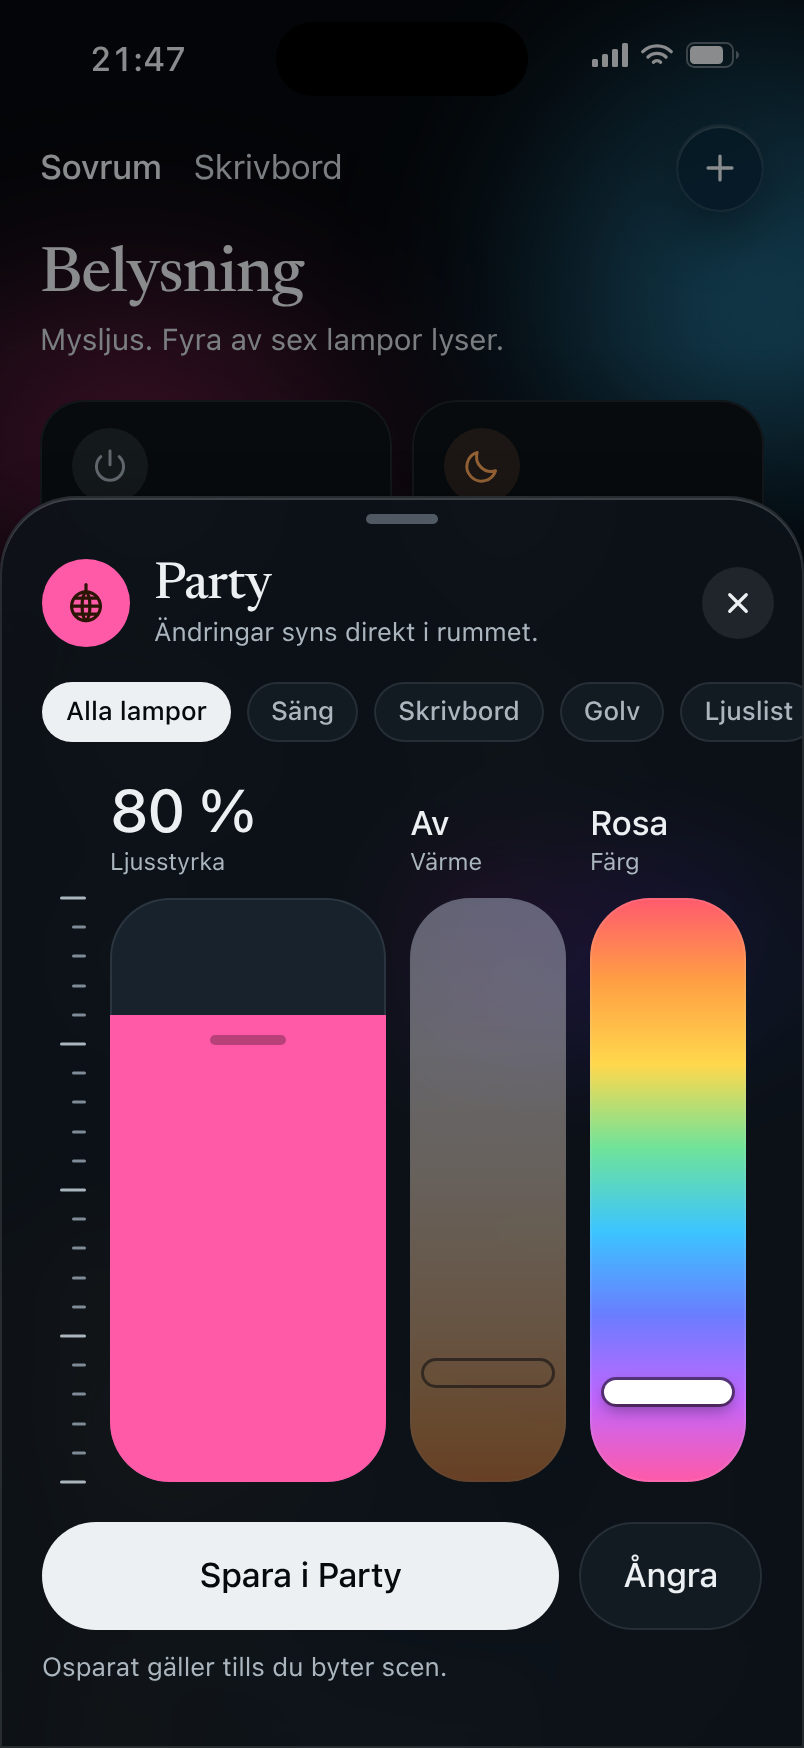 21:47
Sovrum Skrivbord
Belysning
Mysljus. Fyra av sex lampor lyser.
Party
Ändringar syns direkt i rummet.
Alla lampor Säng Skrivbord Golv Ljuslist
80 % Av Rosa
Ljusstyrka Värme Färg
Spara i Party Ångra
Osparat gäller tills du byter scen.